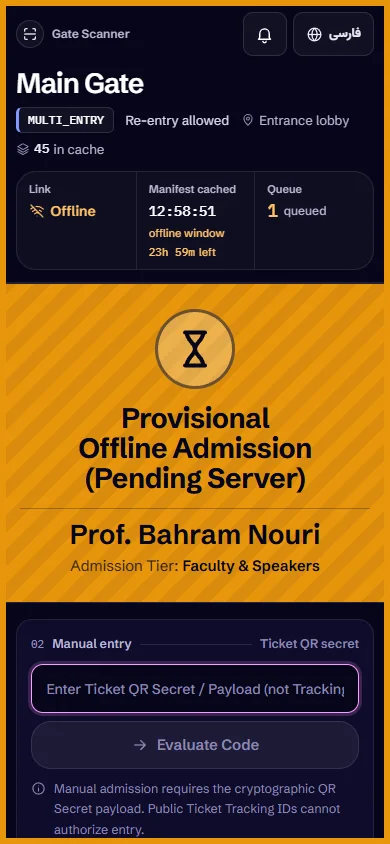 Gate Scanner
فارسی
Main Gate
MULTI_ENTRY Re-entry allowed Entrance lobby
45 in cache
Link
Offline
Manifest cached
12:58:51
offline window
23h 59m left
Queue
1 queued
Provisional
Offline Admission
(Pending Server)
Prof. Bahram Nouri
Admission Tier: Faculty & Speakers
02 Manual entry Ticket QR secret
Enter Ticket QR Secret / Payload (not Tracking
Evaluate Code
Manual admission requires the cryptographic QR
Secret payload. Public Ticket Tracking IDs cannot
authorize entry.